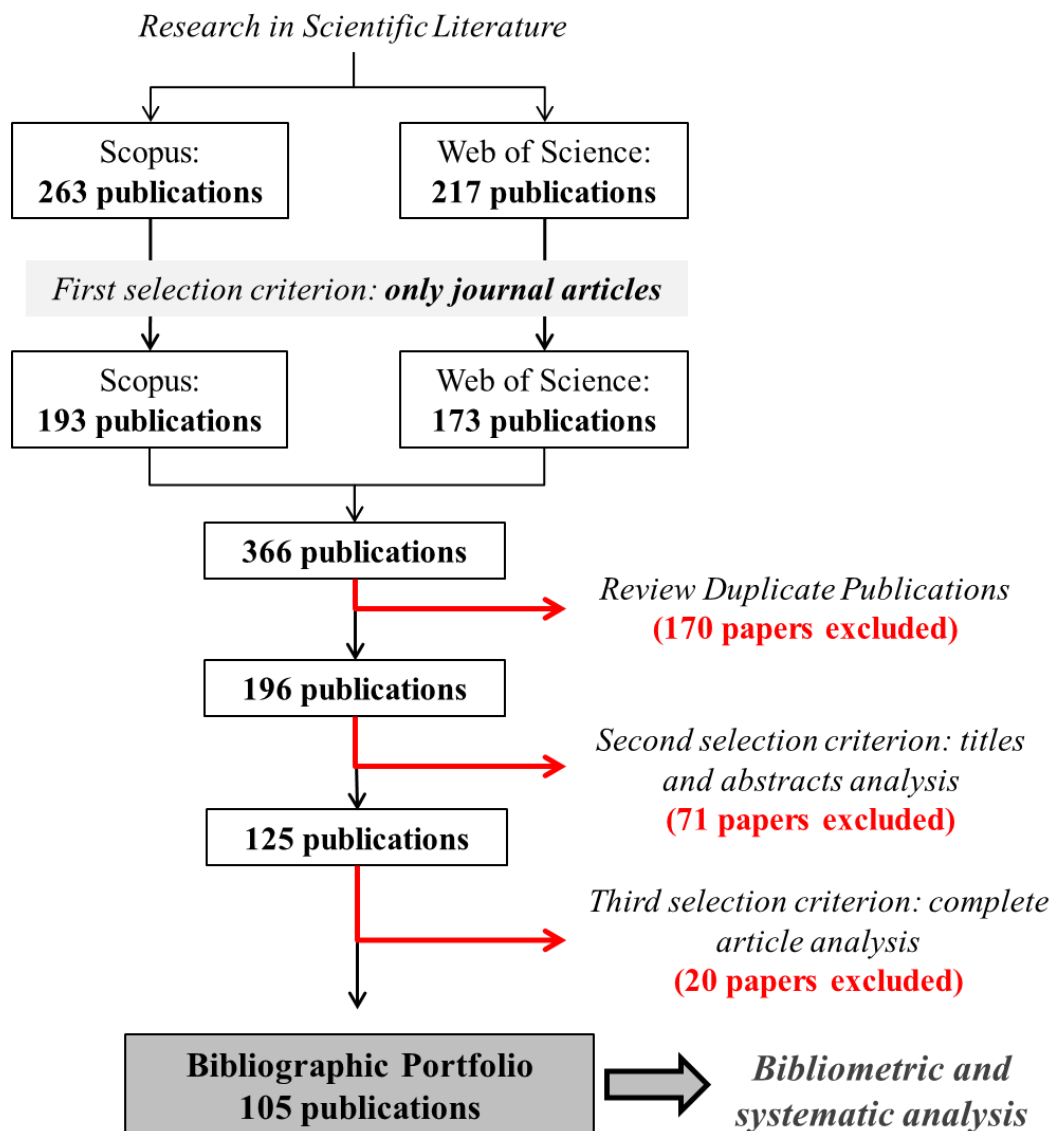 Research in Scientific Literature
Scopus:
263 publications
Web of Science:
217 publications
First selection criterion: only journal articles
Scopus:
193 publications
Web of Science:
173 publications
366 publications
Review Duplicate Publications
(170 papers excluded)
196 publications
Second selection criterion: titles
and abstracts analysis
(71 papers excluded)
125 publications
Third selection criterion: complete
article analysis
(20 papers excluded)
Bibliographic Portfolio
105 publications
Bibliometric and
systematic analysis